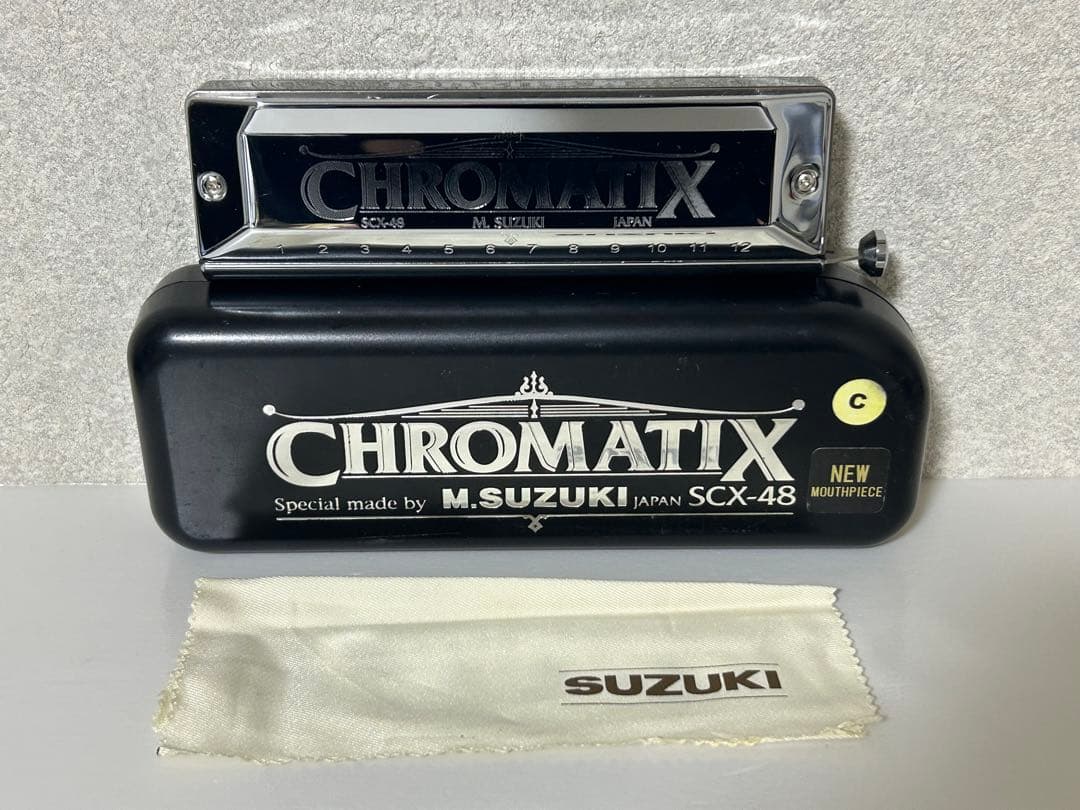 CHROMATIX
SCX-48 M. SUZUKI JAPAN
1 2 3 4 5 6 7 8 9 10 11 12
C
CHROMATIX
NEW
MOUTHPIECE
Special made by M.SUZUKI JAPAN SCX-48
SUZUKI